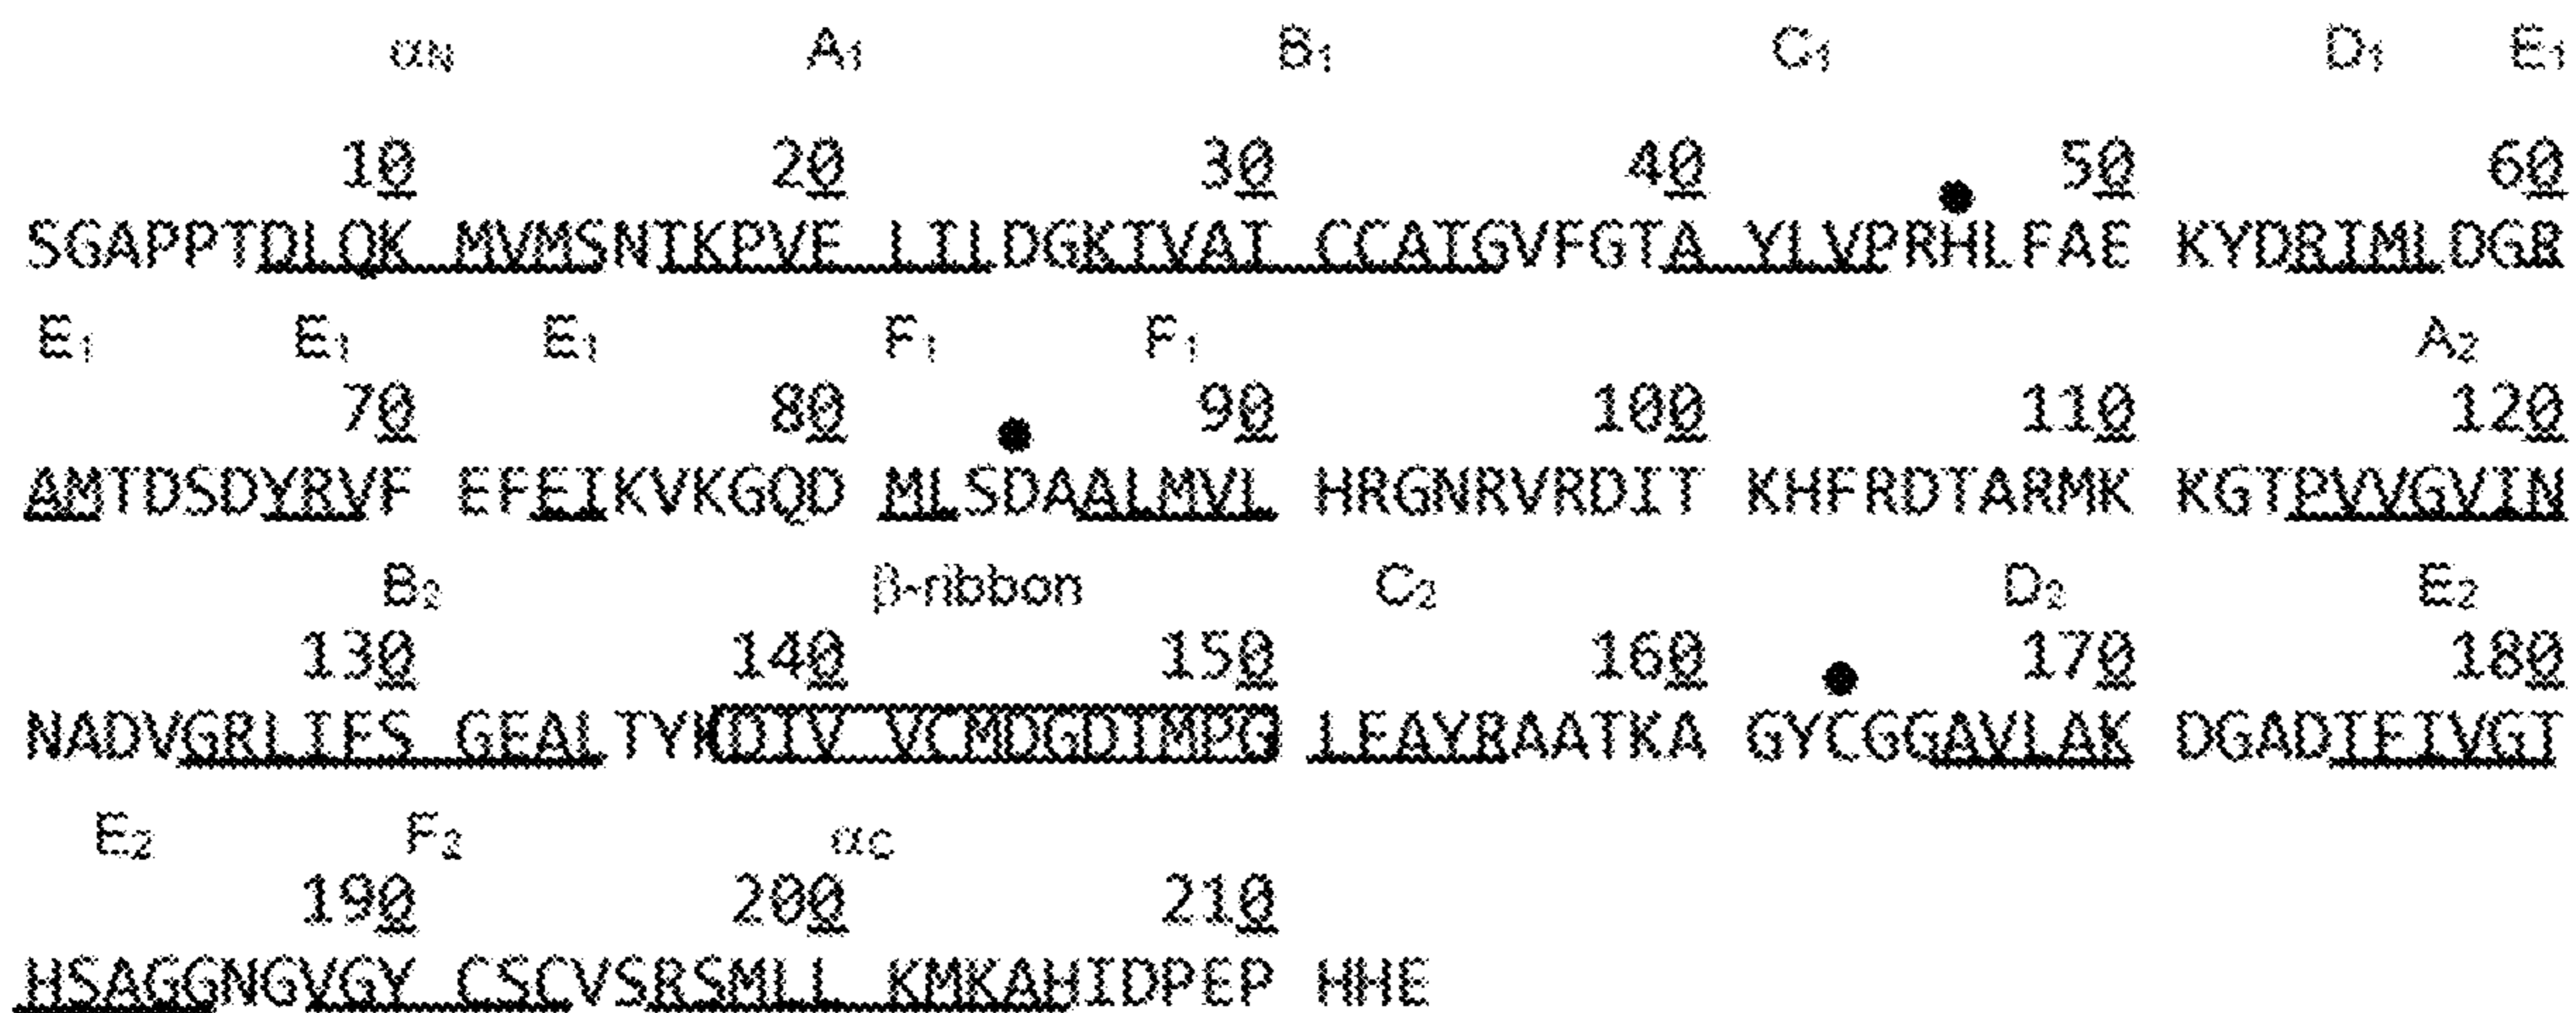 αN A1 B1 C1 D1 E1
10 20 30 40 50 60
SGAPPTDLQK MVMSNTKPVE LILDGKTVAI CCATGVFGTA YLVPRHLFAE KYDRIMLDGR
E1 E1 E1 F1 F1 A2
70 80 90 100 110 120
AMTDSDYRVF EFEIKVKGQD MLSDAALMVL HRGNRVRDIT KHFRDTARMK KGTPVVGVIN
B2 β-ribbon C2 D2 E2
130 140 150 160 170 180
NADVGRLIFS GEALTYKDIV VCMDGDTMPG LFAYRAATKA GYCGGAVLAK DGADTFIVGT
E2 F2 αC
190 200 210
HSAGGNGVGY CSCVSRSMLL KMKAHIDPEP HHE